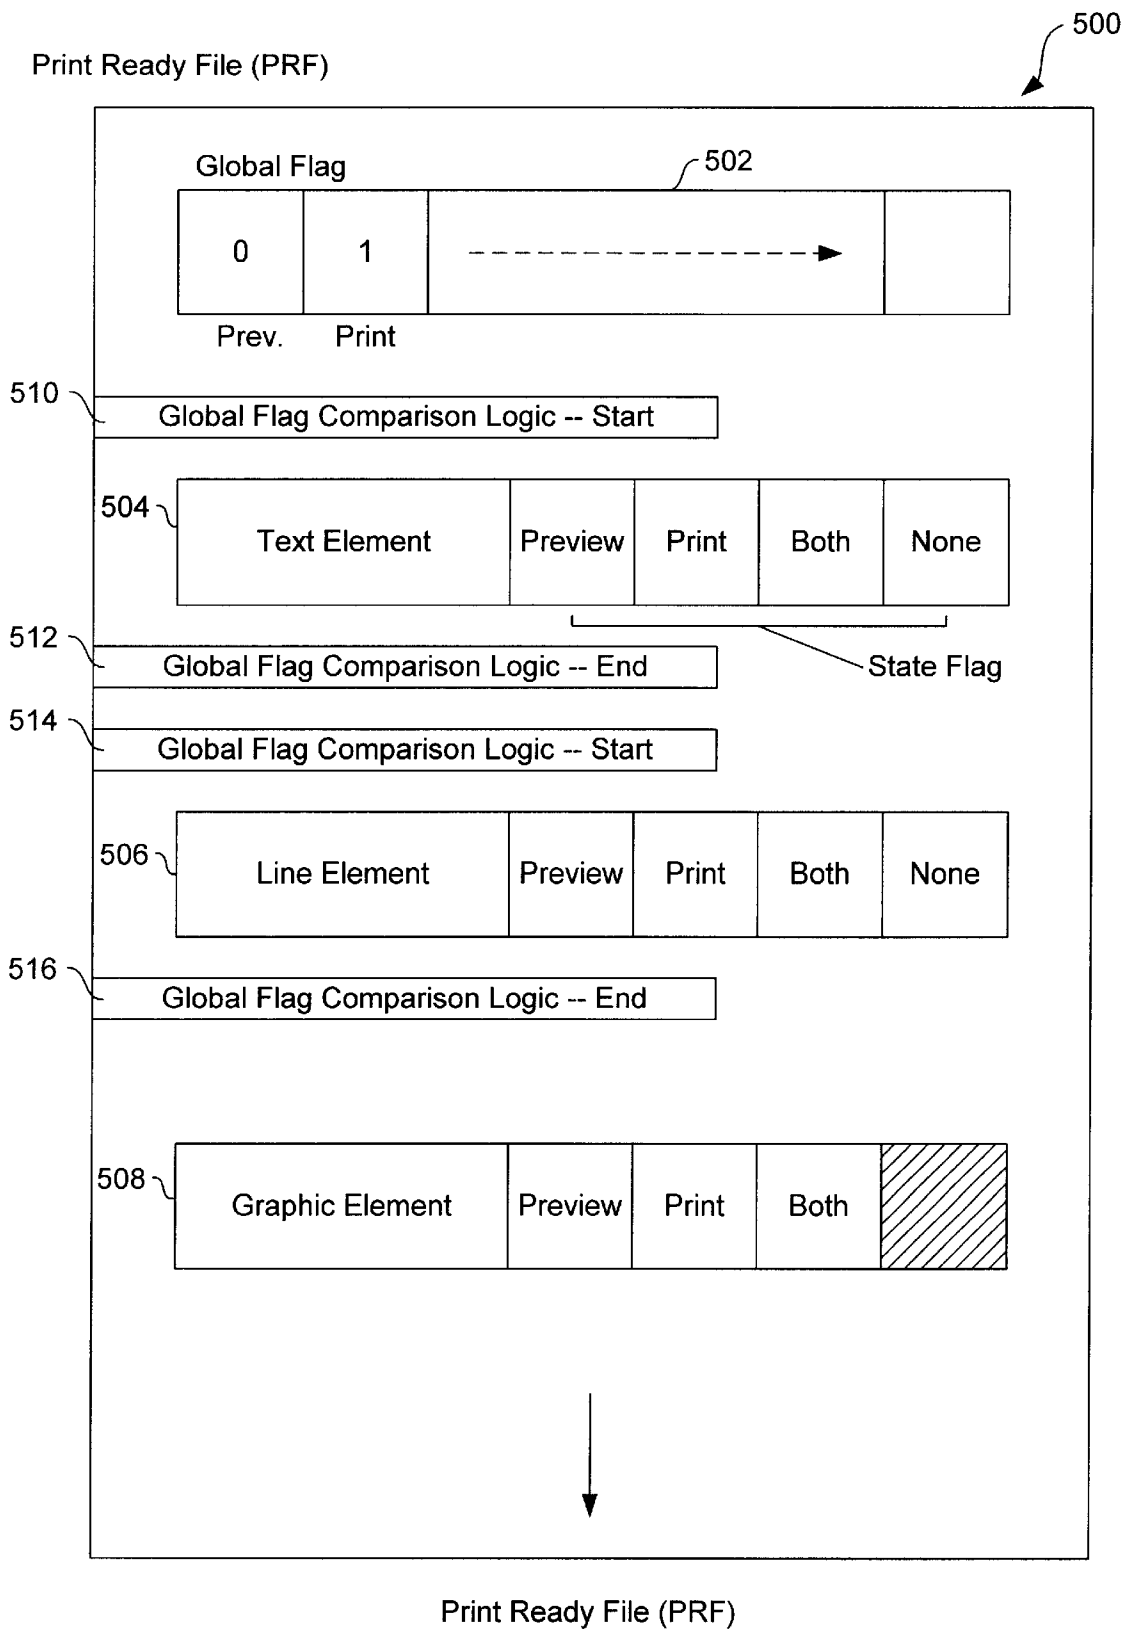 500
Print Ready File (PRF)
Global Flag
502
0 1
Prev. Print
510
Global Flag Comparison Logic -- Start
504
Text Element Preview Print Both None
512
Global Flag Comparison Logic -- End
State Flag
514
Global Flag Comparison Logic -- Start
506
Line Element Preview Print Both None
516
Global Flag Comparison Logic -- End
508
Graphic Element Preview Print Both
Print Ready File (PRF)